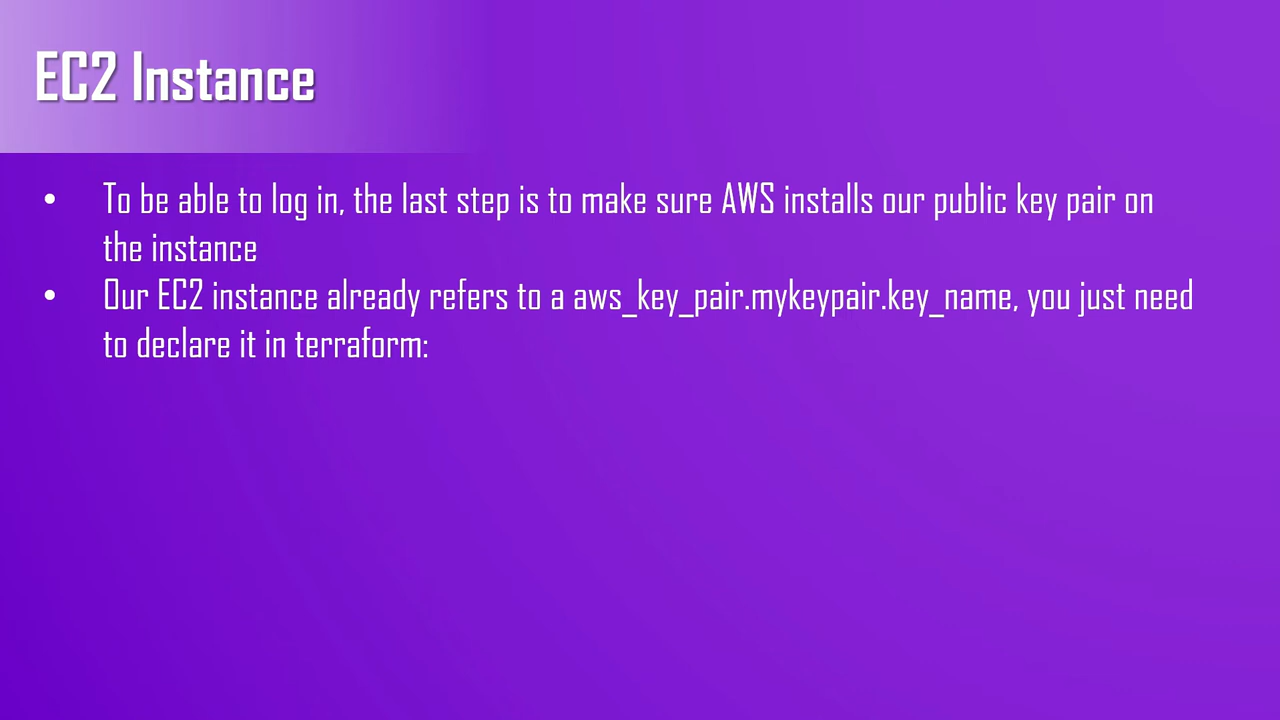 EC2 Instance
• To be able to log in, the last step is to make sure AWS installs our public key pair on
the instance
• Our EC2 instance already refers to a aws_key_pair.mykeypair.key_name, you just need
to declare it in terraform: